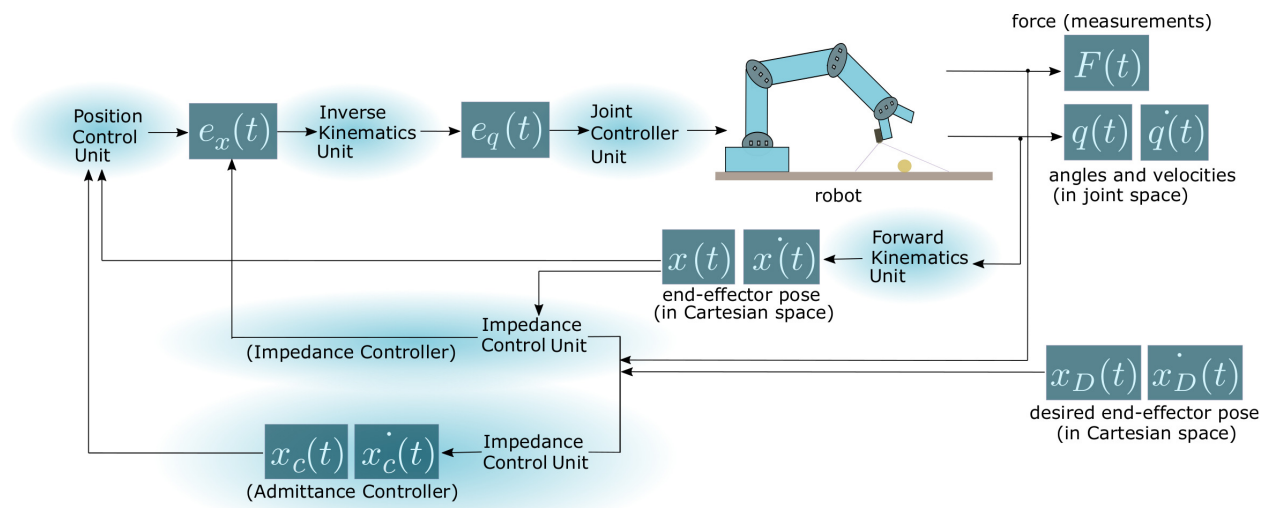 force (measurements)
F(t)
Position
Control
Unit
e_x(t)
Inverse
Kinematics
Unit
e_q(t)
Joint
Controller
Unit
robot
q(t) q̇(t)
angles and velocities
(in joint space)
x(t) ẋ(t)
end-effector pose
(in Cartesian space)
Forward
Kinematics
Unit
Impedance
Control Unit
(Impedance Controller)
x_D(t) ẋ_D(t)
desired end-effector pose
(in Cartesian space)
x_c(t) ẋ_c(t)
Impedance
Control Unit
(Admittance Controller)